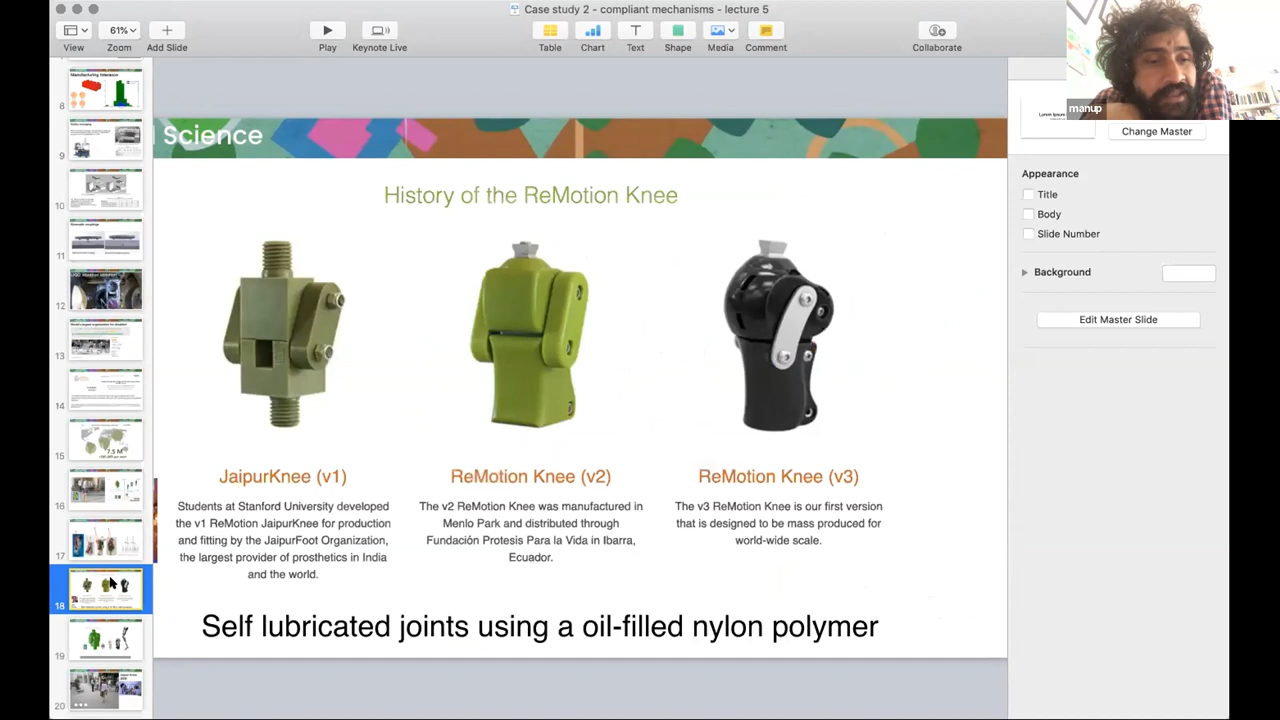 Case study 2 - compliant mechanisms - lecture 5
61%
View
Zoom
Add Slide
Play
Keynote Live
Table
Chart
Text
Shape
Media
Comment
Collaborate
manup
Change Master
Appearance
Title
Body
Slide Number
Background
Edit Master Slide
8
9
10
11
12
13
14
15
16
17
18
19
20
Science
History of the ReMotion Knee
JaipurKnee (v1)
Students at Stanford University developed
the v1 ReMotion JaipurKnee for production
and fitting by the JaipurFoot Organization,
the largest provider of prosthetics in India
and the world.
ReMotion Knee (v2)
The v2 ReMotion Knee was manufactured in
Menlo Park and distributed through
Fundación Protesis Para la Vida in Ibarra,
Ecuador.
ReMotion Knee (v3)
The v3 ReMotion Knee is our first version
that is designed to be mass produced for
world-wide scale.
Self lubricated joints using a oil-filled nylon polymer